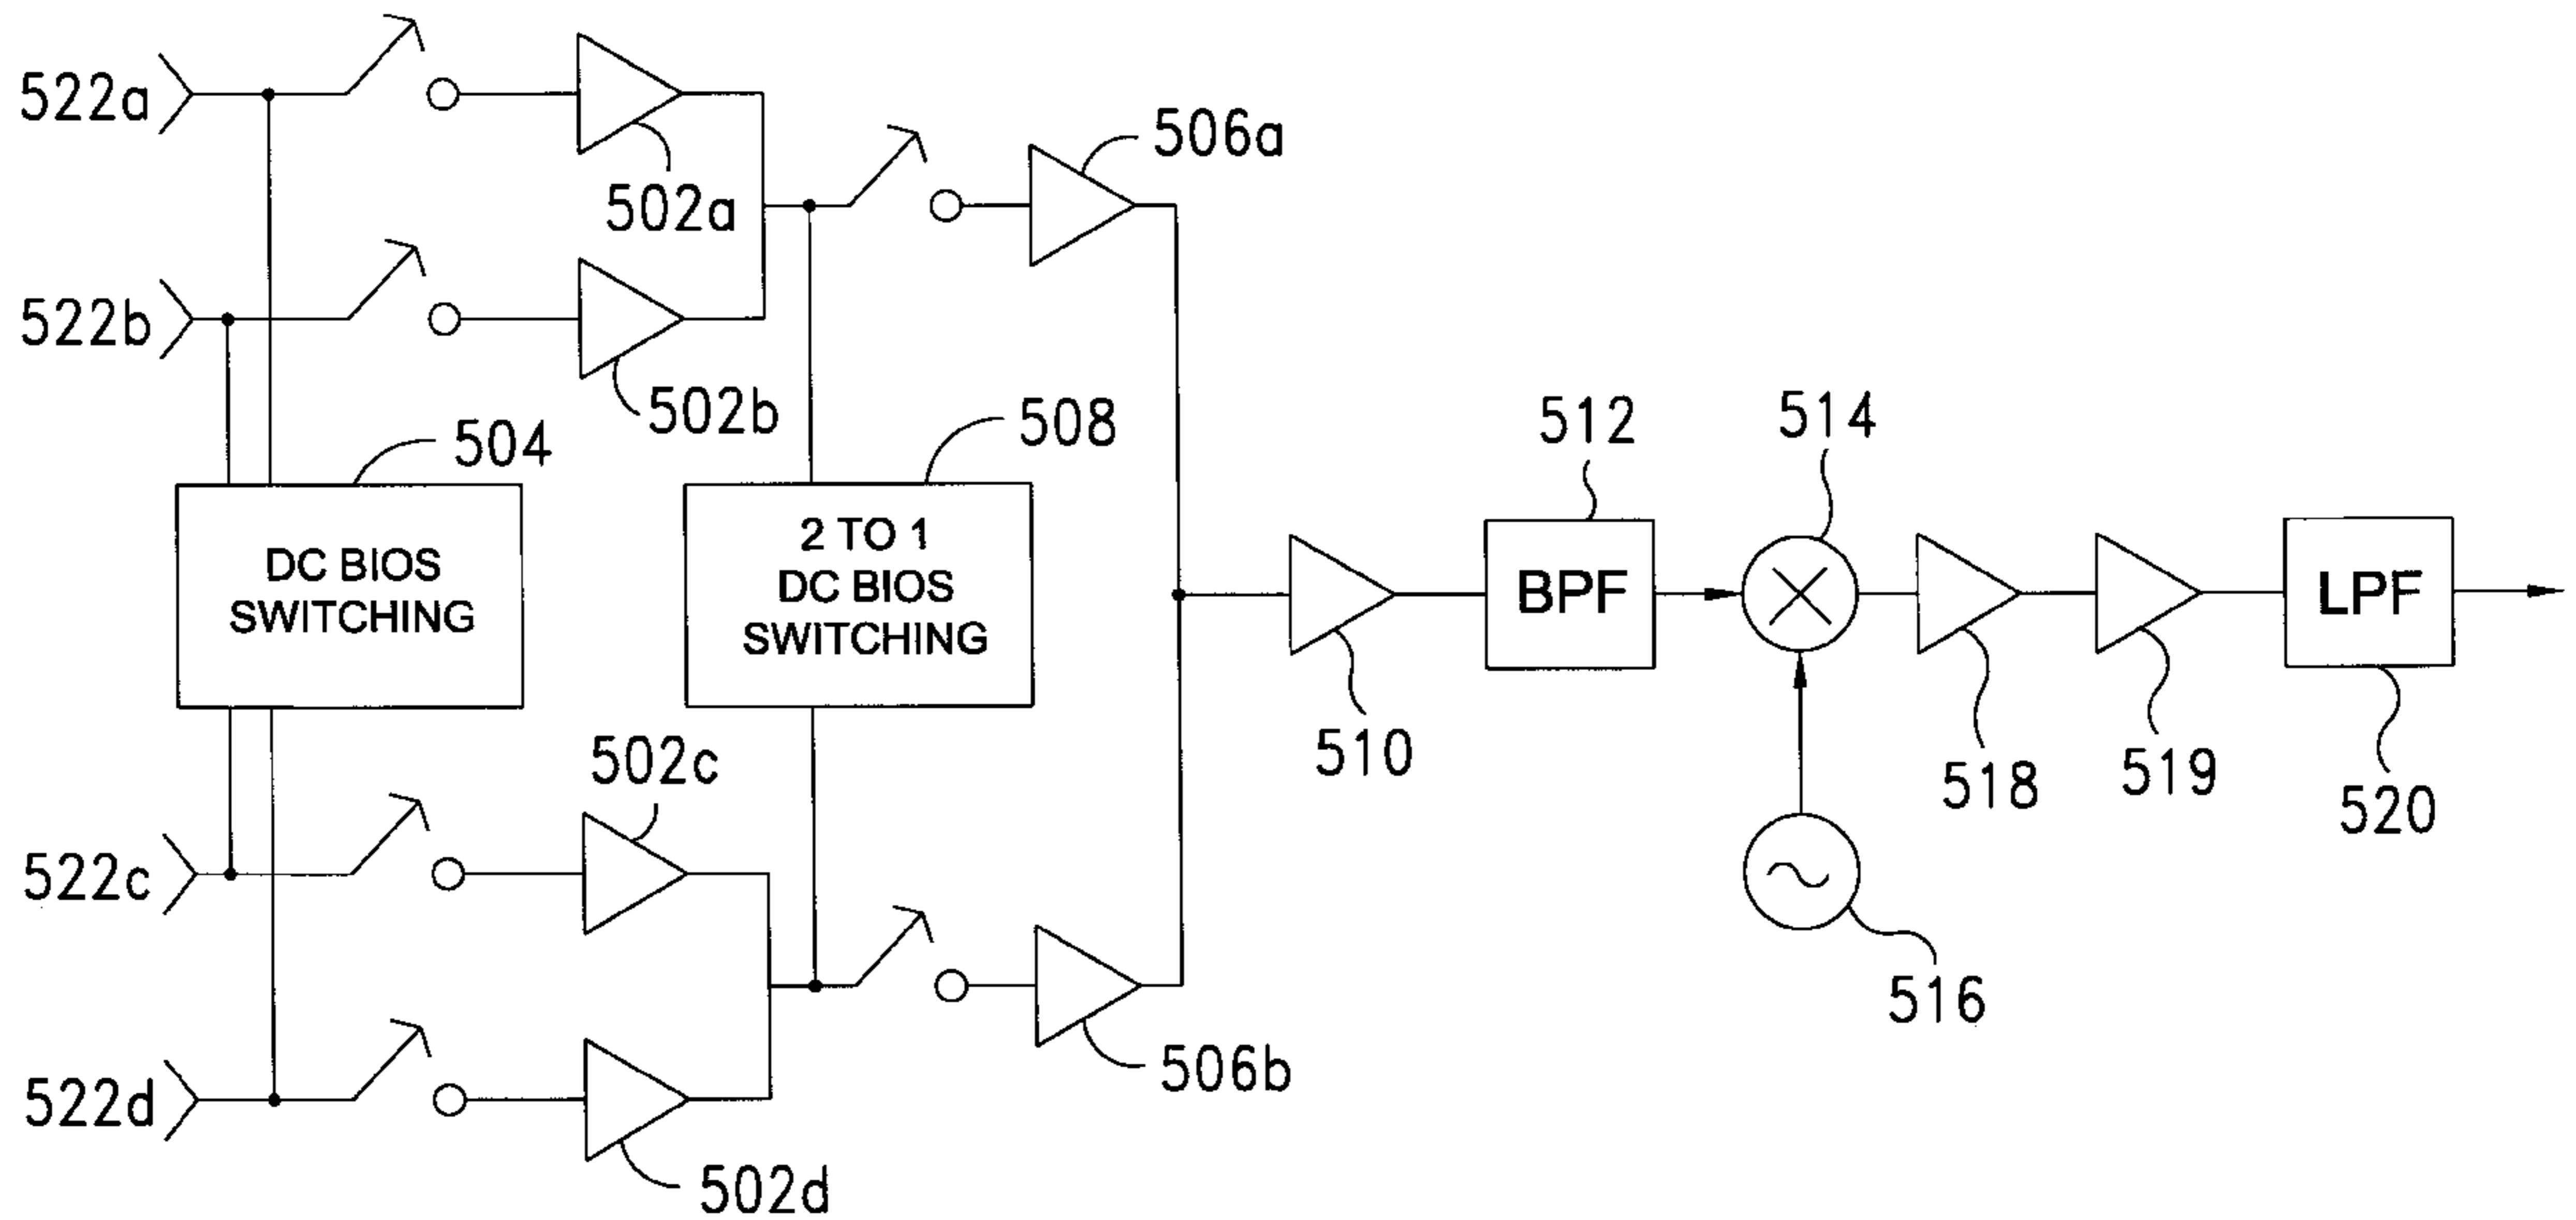 522a
502a
506a
522b
502b
504
508
512
514
DC BIOS
SWITCHING
2 TO 1
DC BIOS
SWITCHING
BPF
LPF
510
518
519
520
502c
522c
516
506b
522d
502d